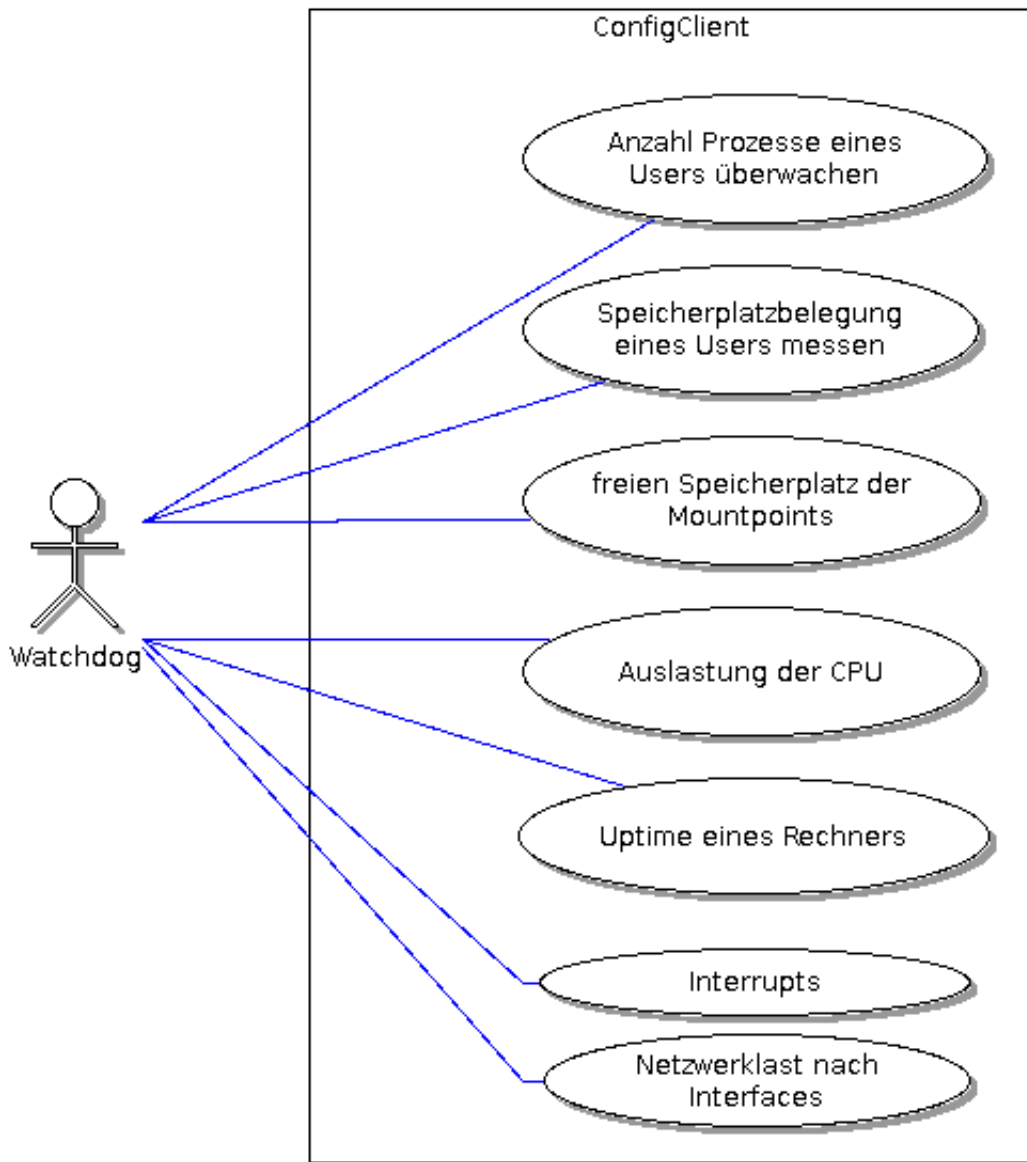 ConfigClient
Anzahl Prozesse eines
Users überwachen
Speicherplatzbelegung
eines Users messen
freien Speicherplatz der
Mountpoints
Watchdog
Auslastung der CPU
Uptime eines Rechners
Interrupts
Netzwerklast nach
Interfaces